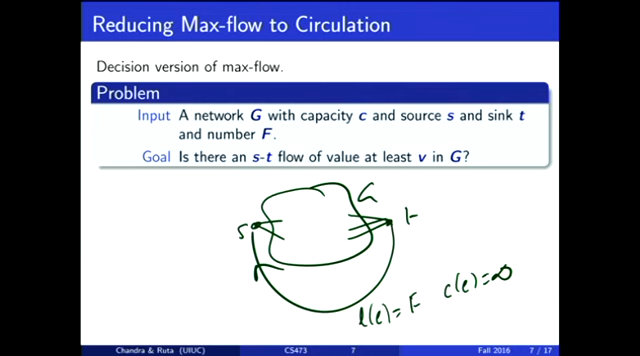 Reducing Max-flow to Circulation
Decision version of max-flow.
Problem
Input A network G with capacity c and source s and sink t
and number F.
Goal Is there an s-t flow of value at least v in G?
G
s
t
l(e) = F c(e) = ∞
Chandra & Ruta (UIUC) CS473 7 Fall 2016 7 / 17